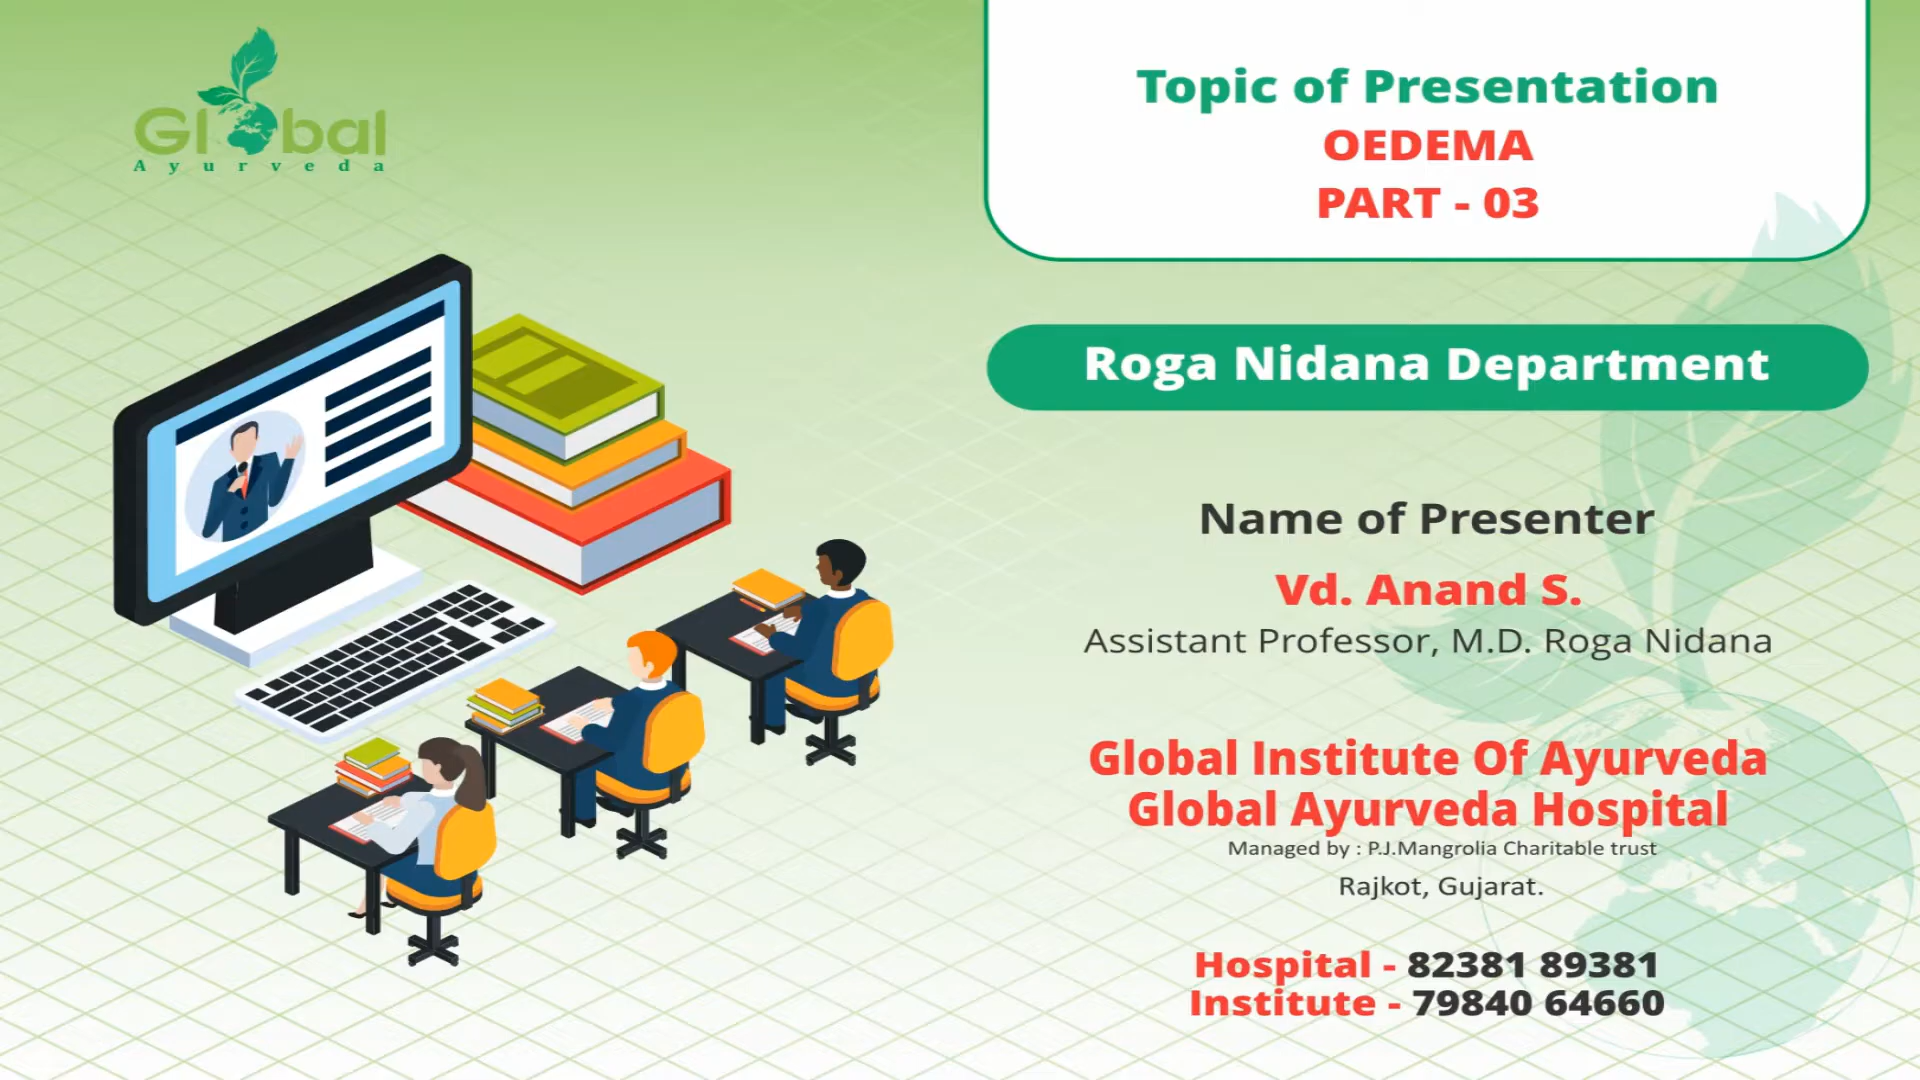 Global
Ayurveda
Topic of Presentation
OEDEMA
PART - 03
Roga Nidana Department
Name of Presenter
Vd. Anand S.
Assistant Professor, M.D. Roga Nidana
Global Institute Of Ayurveda
Global Ayurveda Hospital
Managed by : P.J.Mangrolia Charitable trust
Rajkot, Gujarat.
Hospital - 82381 89381
Institute - 79840 64660